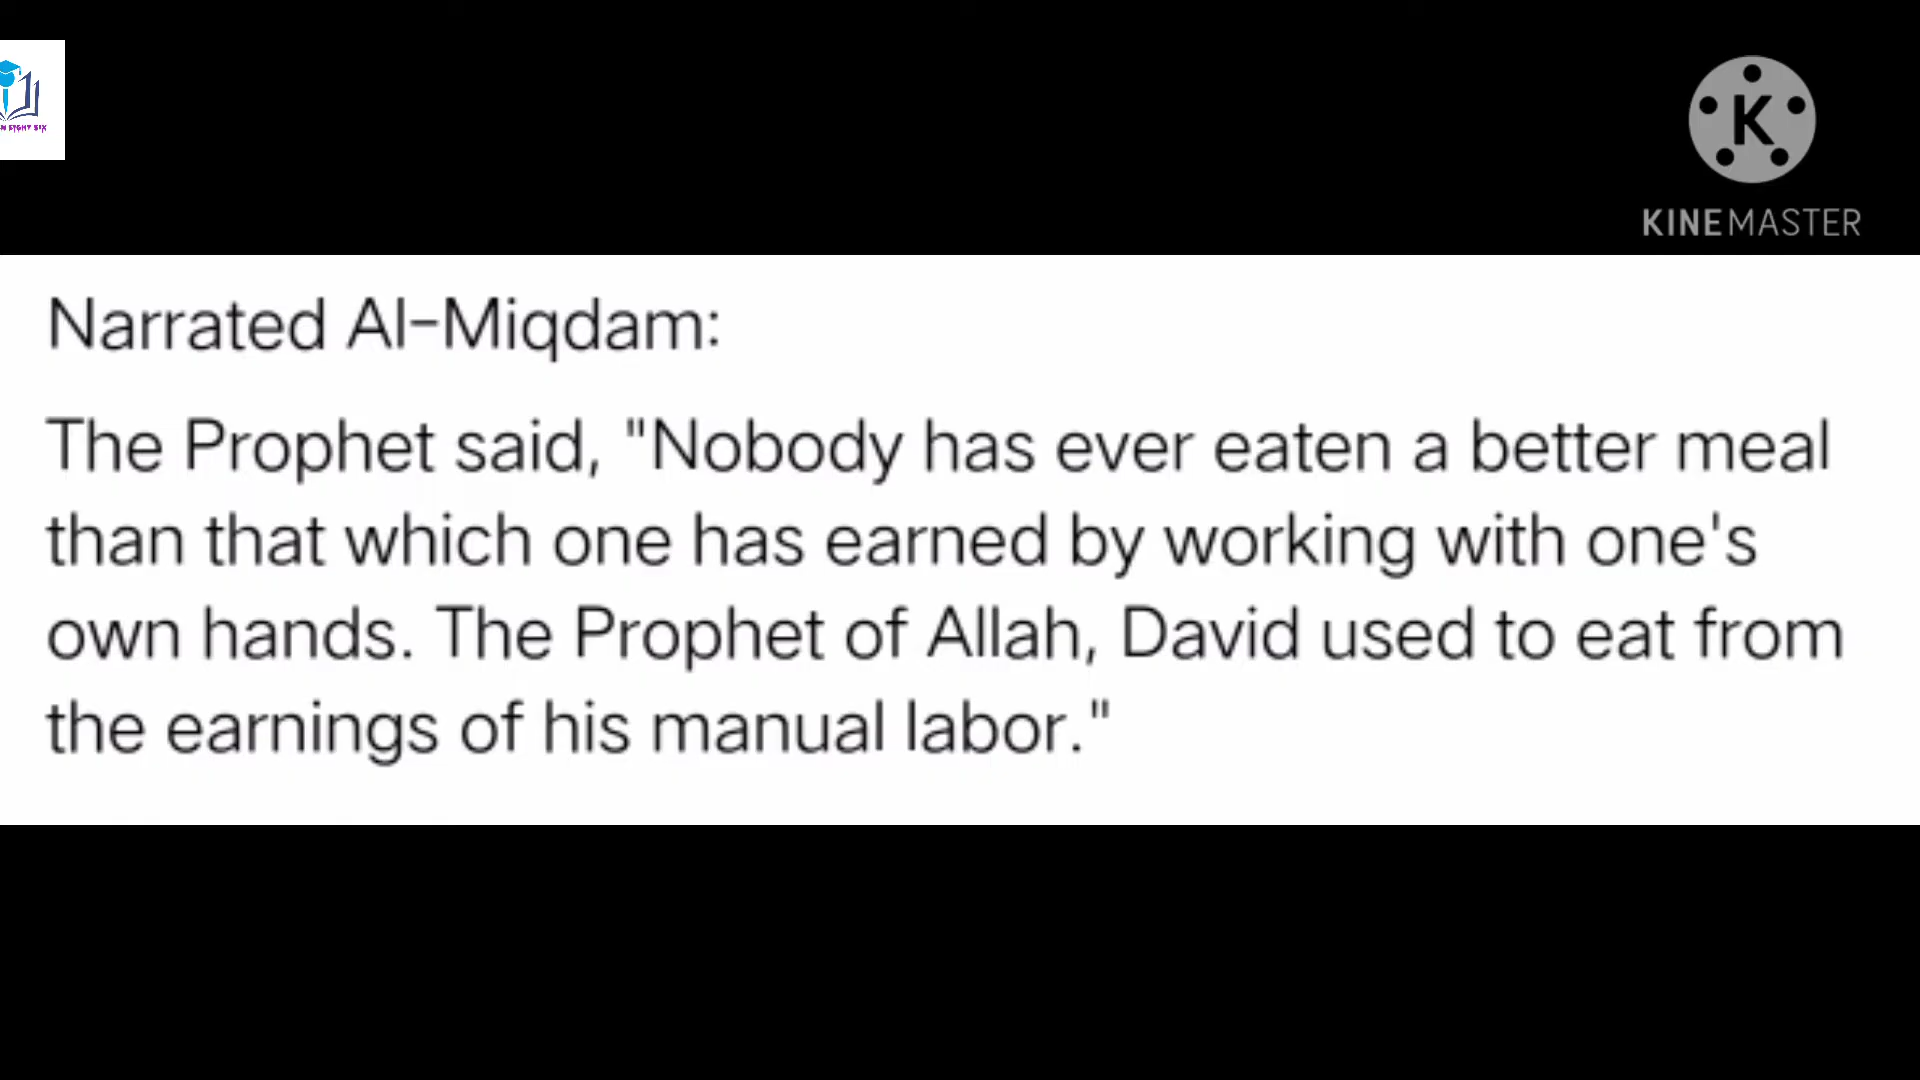 N EIGHT SIX
K
KINEMASTER
Narrated Al-Miqdam:
The Prophet said, "Nobody has ever eaten a better meal
than that which one has earned by working with one's
own hands. The Prophet of Allah, David used to eat from
the earnings of his manual labor."